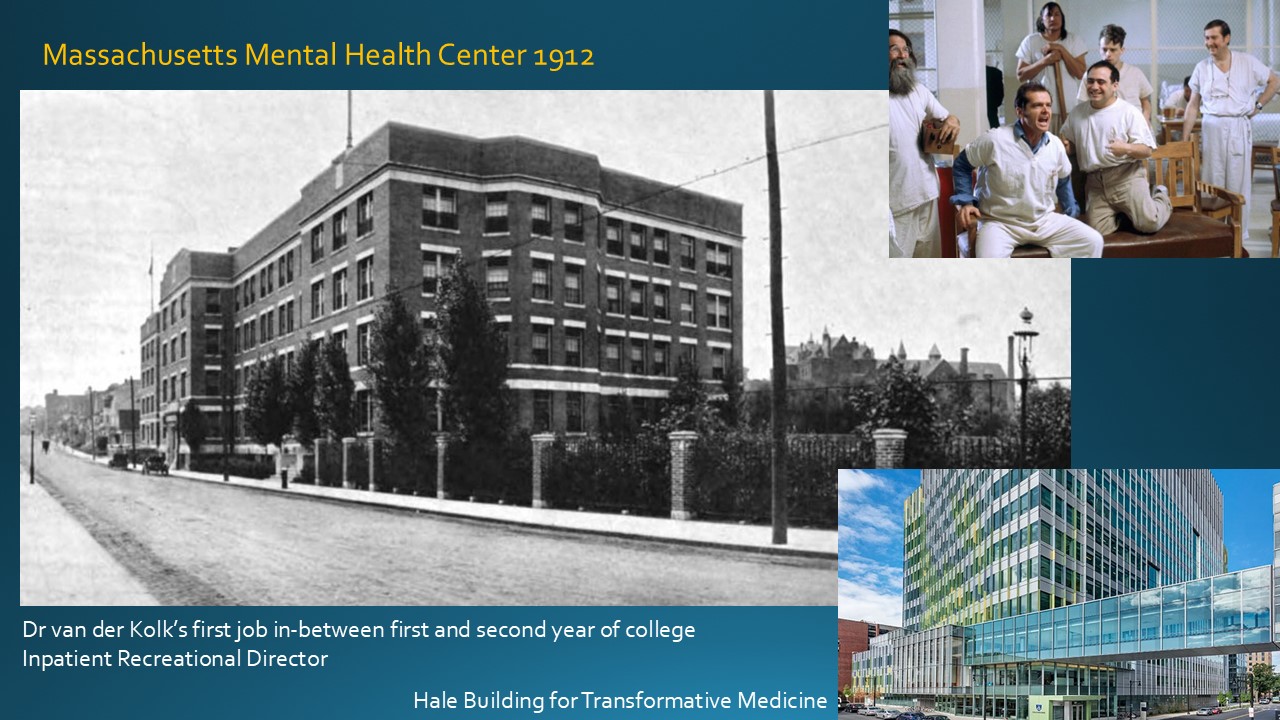 Massachusetts Mental Health Center 1912
Dr van der Kolk's first job in-between first and second year of college
Inpatient Recreational Director
Hale Building for Transformative Medicine